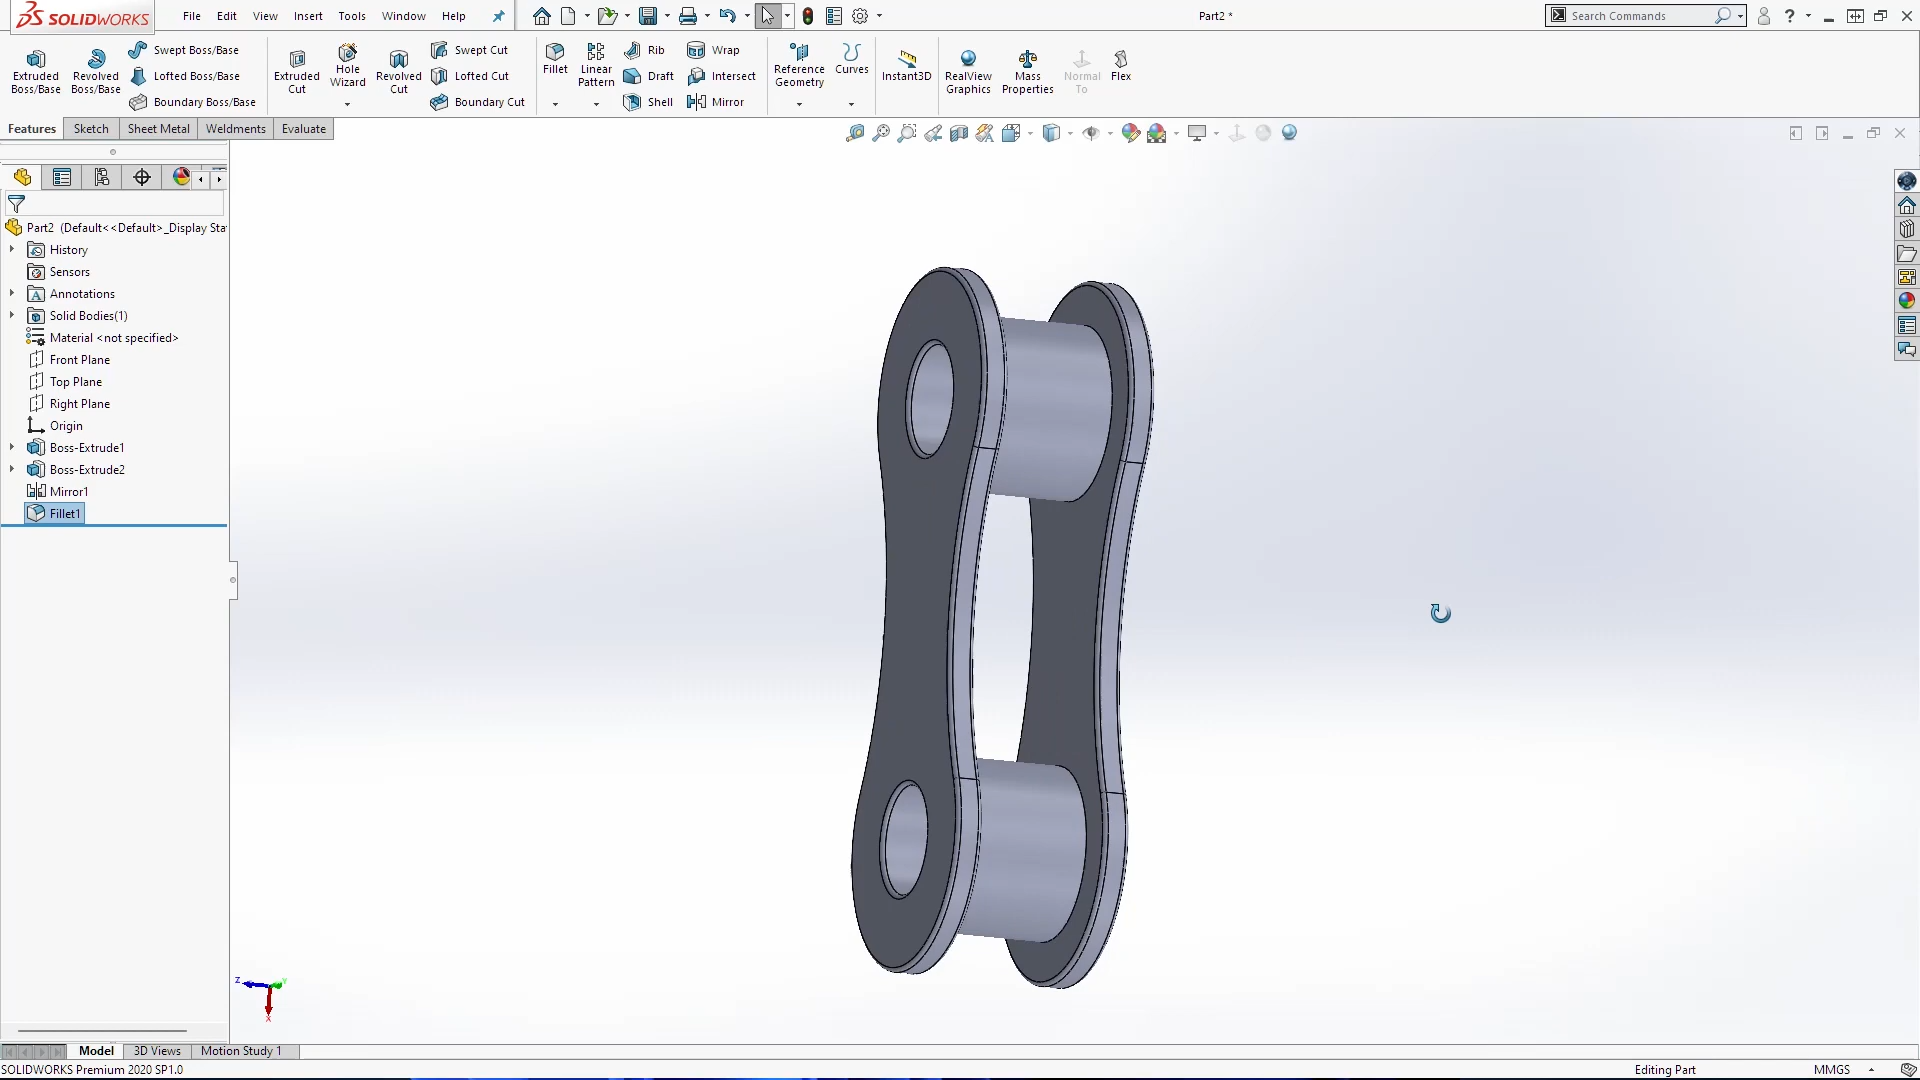 SOLIDWORKS File Edit View Insert Tools Window Help Part2 * Search Commands
Extruded Boss/Base
Revolved Boss/Base
Swept Boss/Base
Lofted Boss/Base
Boundary Boss/Base
Extruded Cut
Hole Wizard
Revolved Cut
Swept Cut
Lofted Cut
Boundary Cut
Fillet
Linear Pattern
Rib
Draft
Shell
Wrap
Intersect
Mirror
Reference Geometry
Curves
Instant3D
RealView Graphics
Mass Properties
Normal To
Flex
Features Sketch Sheet Metal Weldments Evaluate
Part2 (Default<<Default>_Display Sta
History
Sensors
Annotations
Solid Bodies(1)
Material <not specified>
Front Plane
Top Plane
Right Plane
Origin
Boss-Extrude1
Boss-Extrude2
Mirror1
Fillet1
Z Y
X
Model 3D Views Motion Study 1
SOLIDWORKS Premium 2020 SP1.0 Editing Part MMGS